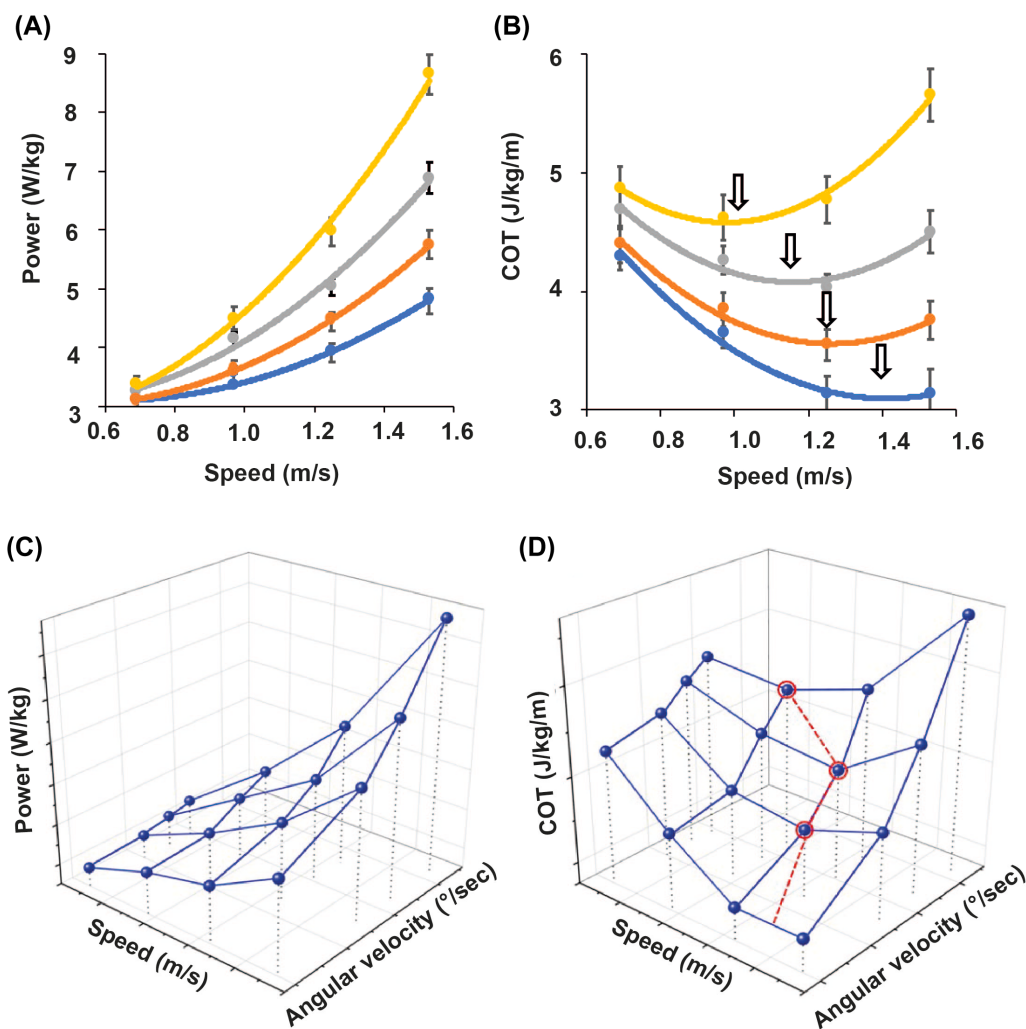 (A)
Power (W/kg)
9
8
7
6
5
4
3
0.6 0.8 1.0 1.2 1.4 1.6
Speed (m/s)
(B)
COT (J/kg/m)
6
5
4
3
0.6 0.8 1.0 1.2 1.4 1.6
Speed (m/s)
(C)
Power (W/kg)
Speed (m/s)
Angular velocity (°/sec)
(D)
COT (J/kg/m)
Speed (m/s)
Angular velocity (°/sec)